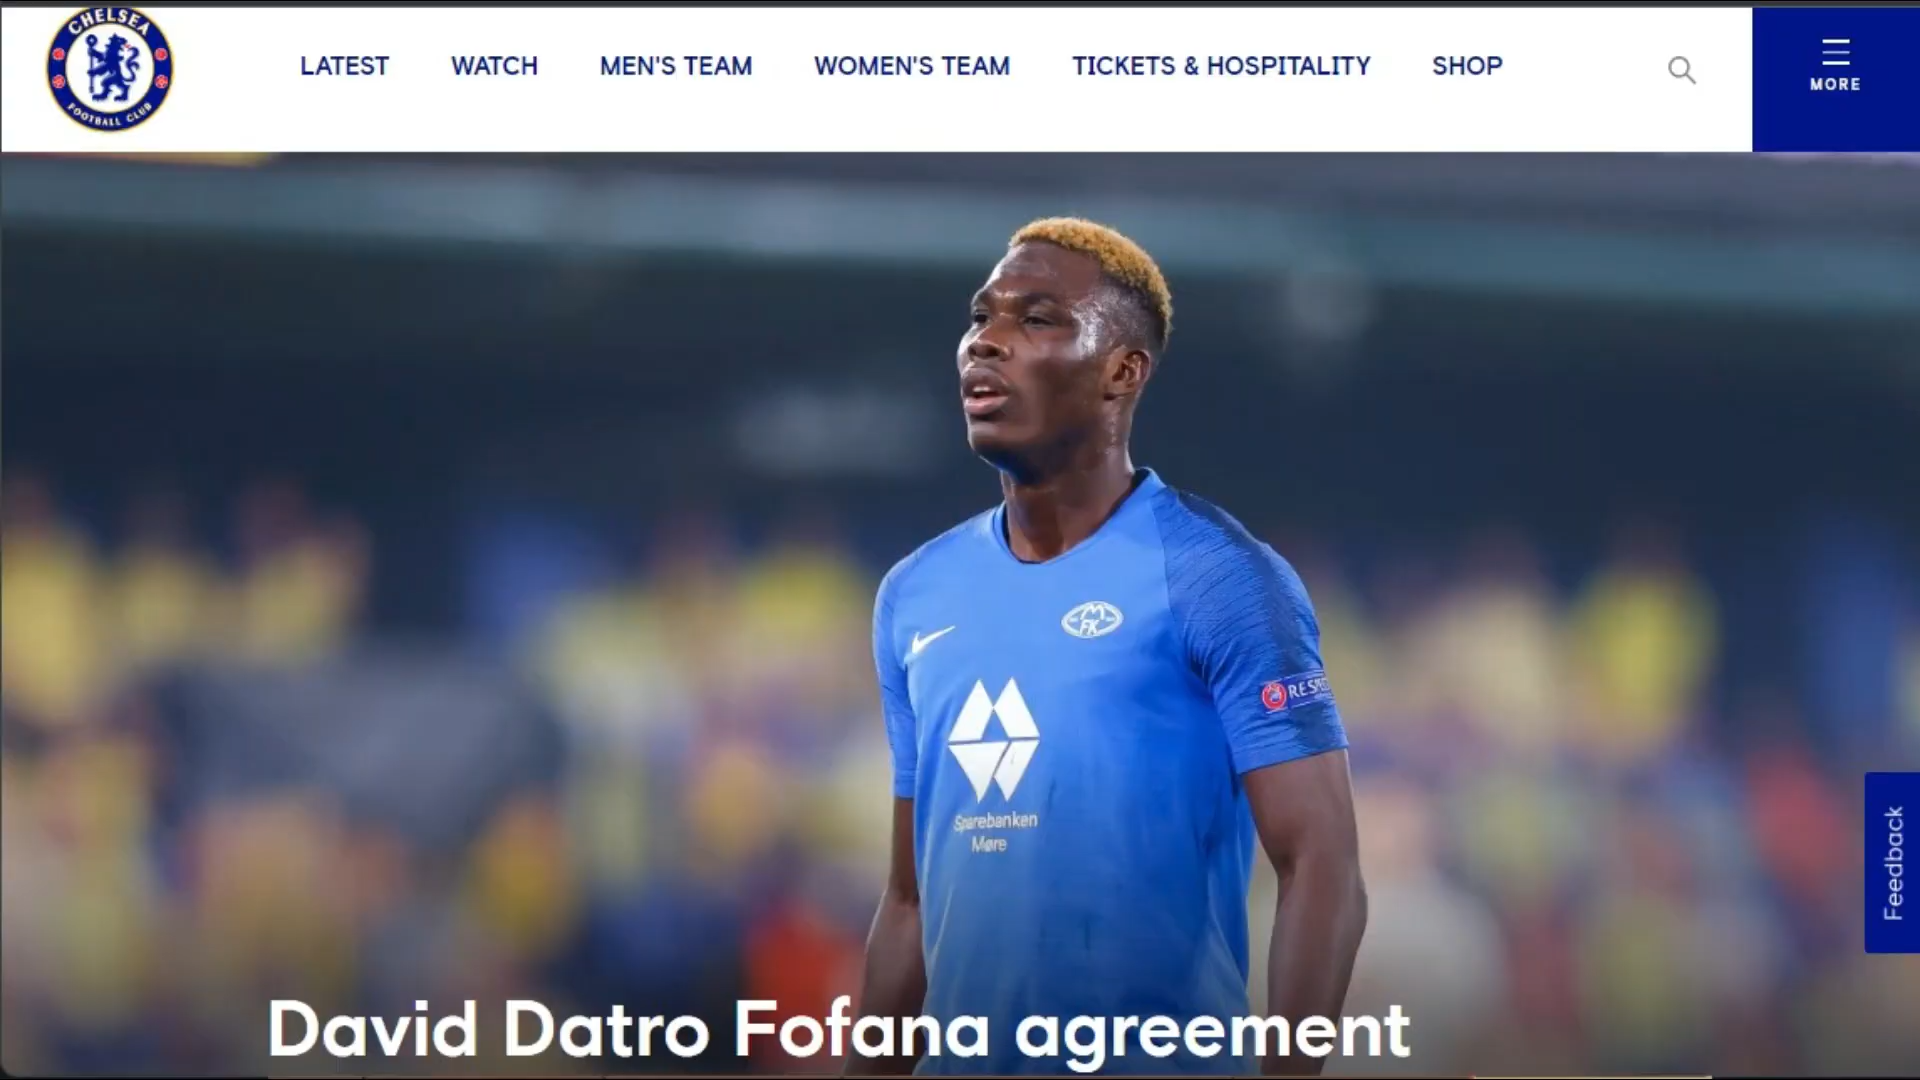 CHELSEA
FOOTBALL CLUB
LATEST
WATCH
MEN'S TEAM
WOMEN'S TEAM
TICKETS & HOSPITALITY
SHOP
MORE
MFK
RESPECT
Sparebanken
Møre
Feedback
David Datro Fofana agreement